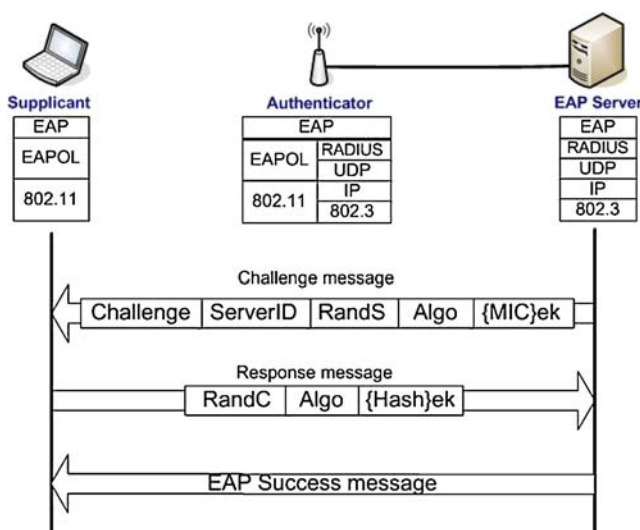 Supplicant
Authenticator
EAP Server
EAP
EAPOL
802.11
EAP
EAPOL
802.11
RADIUS
UDP
IP
802.3
EAP
RADIUS
UDP
IP
802.3
Challenge message
Challenge ServerID RandS Algo {MIC}ek
Response message
RandC Algo {Hash}ek
EAP Success message